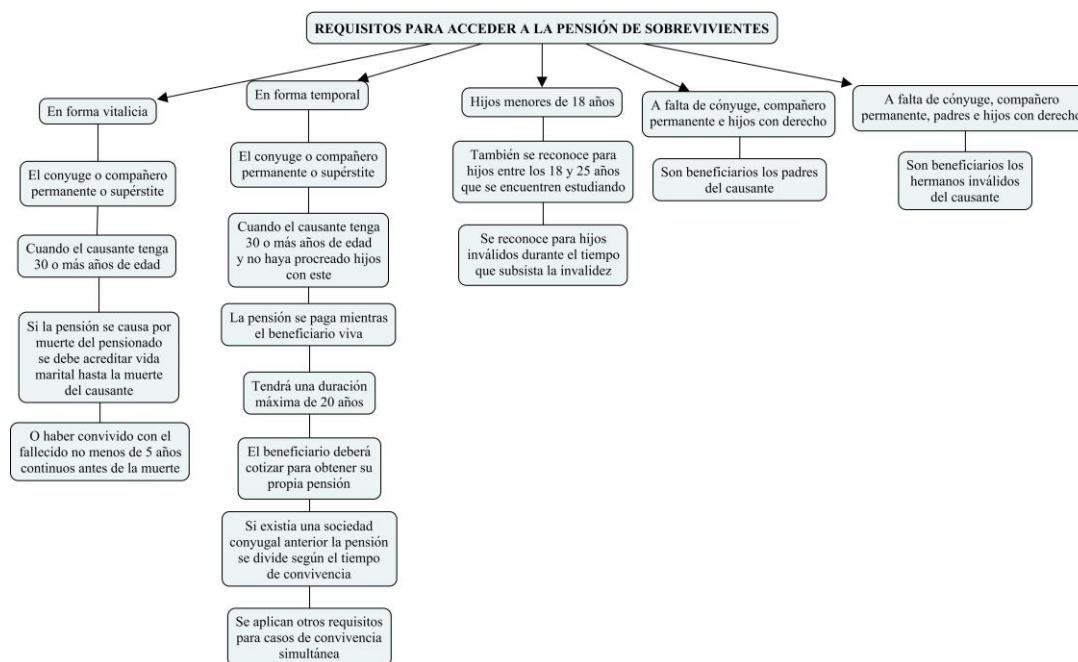 REQUISITOS PARA ACCEDER A LA PENSIÓN DE SOBREVIVIENTES
En forma vitalicia
El conyuge o compañero
permanente o supérstite
Cuando el causante tenga
30 o más años de edad
Si la pensión se causa por
muerte del pensionado
se debe acreditar vida
marital hasta la muerte
del causante
O haber convivido con el
fallecido no menos de 5 años
continuos antes de la muerte
En forma temporal
El conyuge o compañero
permanente o supérstite
Cuando el causante tenga
30 o más años de edad
y no haya procreado hijos
con este
La pensión se paga mientras
el beneficiario viva
Tendrá una duración
máxima de 20 años
El beneficiario deberá
cotizar para obtener su
propia pensión
Si existía una sociedad
conyugal anterior la pensión
se divide según el tiempo
de convivencia
Se aplican otros requisitos
para casos de convivencia
simultánea
Hijos menores de 18 años
También se reconoce para
hijos entre los 18 y 25 años
que se encuentren estudiando
Se reconoce para hijos
inválidos durante el tiempo
que subsista la invalidez
A falta de cónyuge, compañero
permanente e hijos con derecho
Son beneficiarios los padres
del causante
A falta de cónyuge, compañero
permanente, padres e hijos con derecho
Son beneficiarios los
hermanos inválidos
del causante